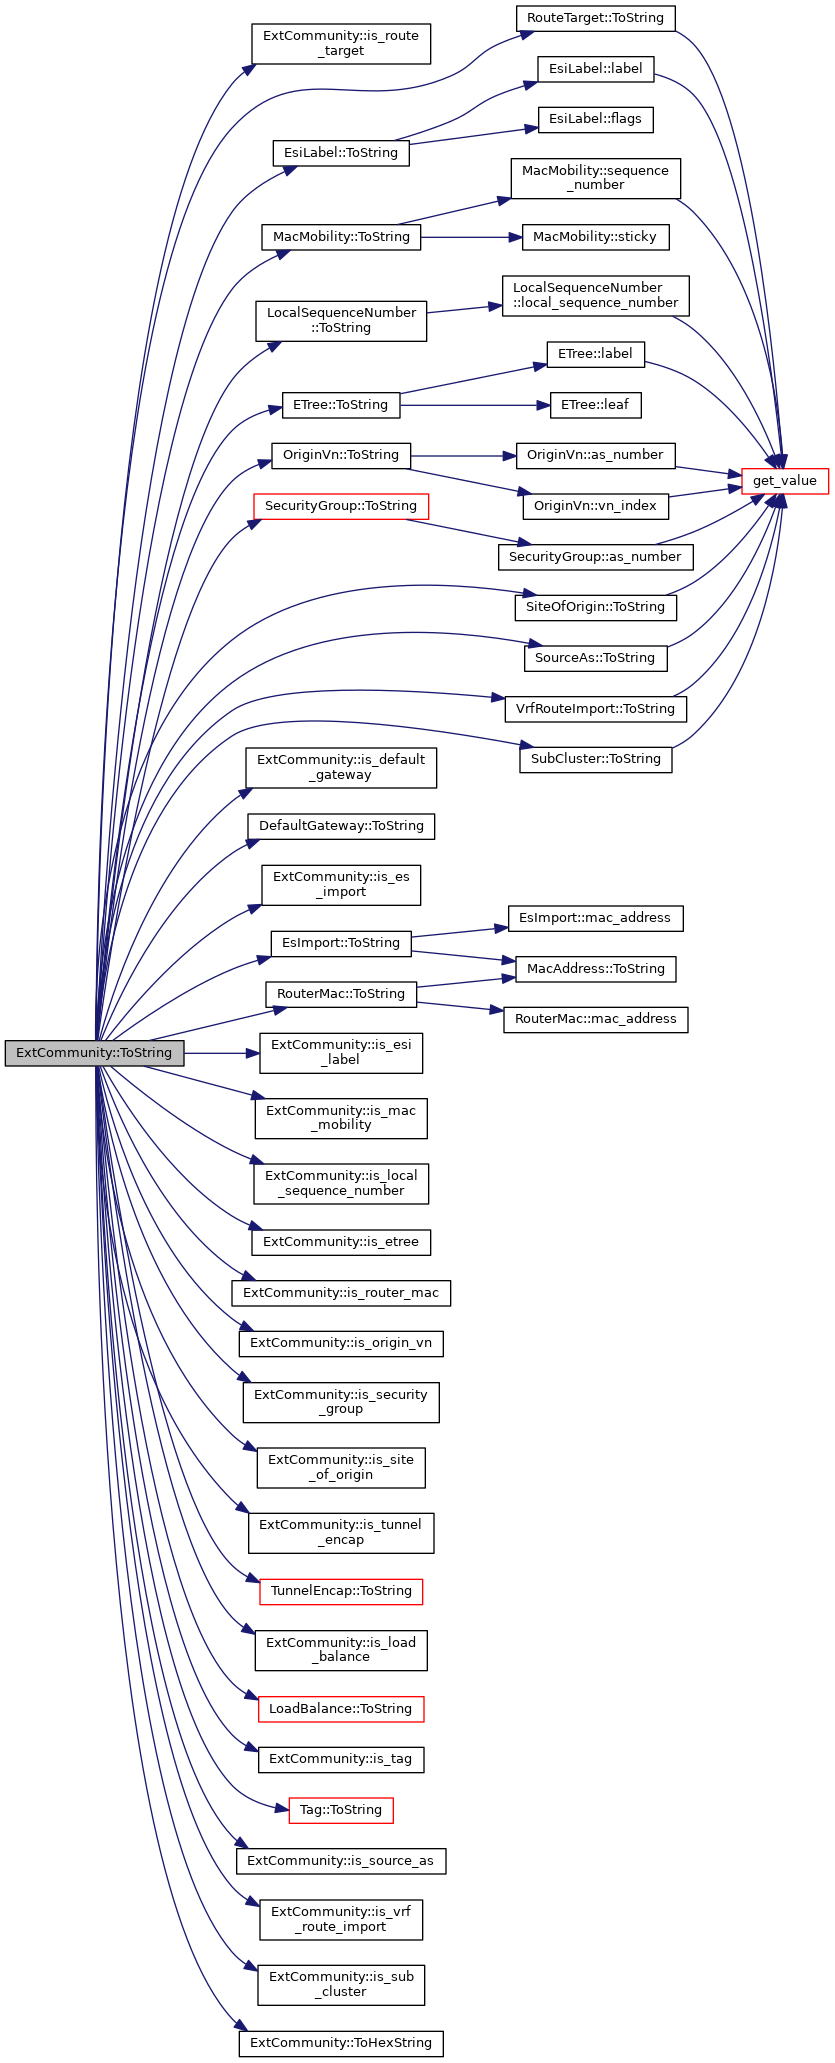 ExtCommunity::is_route
_target
RouteTarget::ToString
EsiLabel::label
EsiLabel::flags
EsiLabel::ToString
MacMobility::sequence
_number
MacMobility::ToString
MacMobility::sticky
LocalSequenceNumber
::local_sequence_number
LocalSequenceNumber
::ToString
ETree::label
ETree::ToString
ETree::leaf
OriginVn::ToString
OriginVn::as_number
get_value
SecurityGroup::ToString
OriginVn::vn_index
SecurityGroup::as_number
SiteOfOrigin::ToString
SourceAs::ToString
VrfRouteImport::ToString
SubCluster::ToString
ExtCommunity::is_default
_gateway
DefaultGateway::ToString
ExtCommunity::is_es
_import
EsImport::mac_address
EsImport::ToString
MacAddress::ToString
RouterMac::ToString
RouterMac::mac_address
ExtCommunity::ToString
ExtCommunity::is_esi
_label
ExtCommunity::is_mac
_mobility
ExtCommunity::is_local
_sequence_number
ExtCommunity::is_etree
ExtCommunity::is_router_mac
ExtCommunity::is_origin_vn
ExtCommunity::is_security
_group
ExtCommunity::is_site
_of_origin
ExtCommunity::is_tunnel
_encap
TunnelEncap::ToString
ExtCommunity::is_load
_balance
LoadBalance::ToString
ExtCommunity::is_tag
Tag::ToString
ExtCommunity::is_source_as
ExtCommunity::is_vrf
_route_import
ExtCommunity::is_sub
_cluster
ExtCommunity::ToHexString